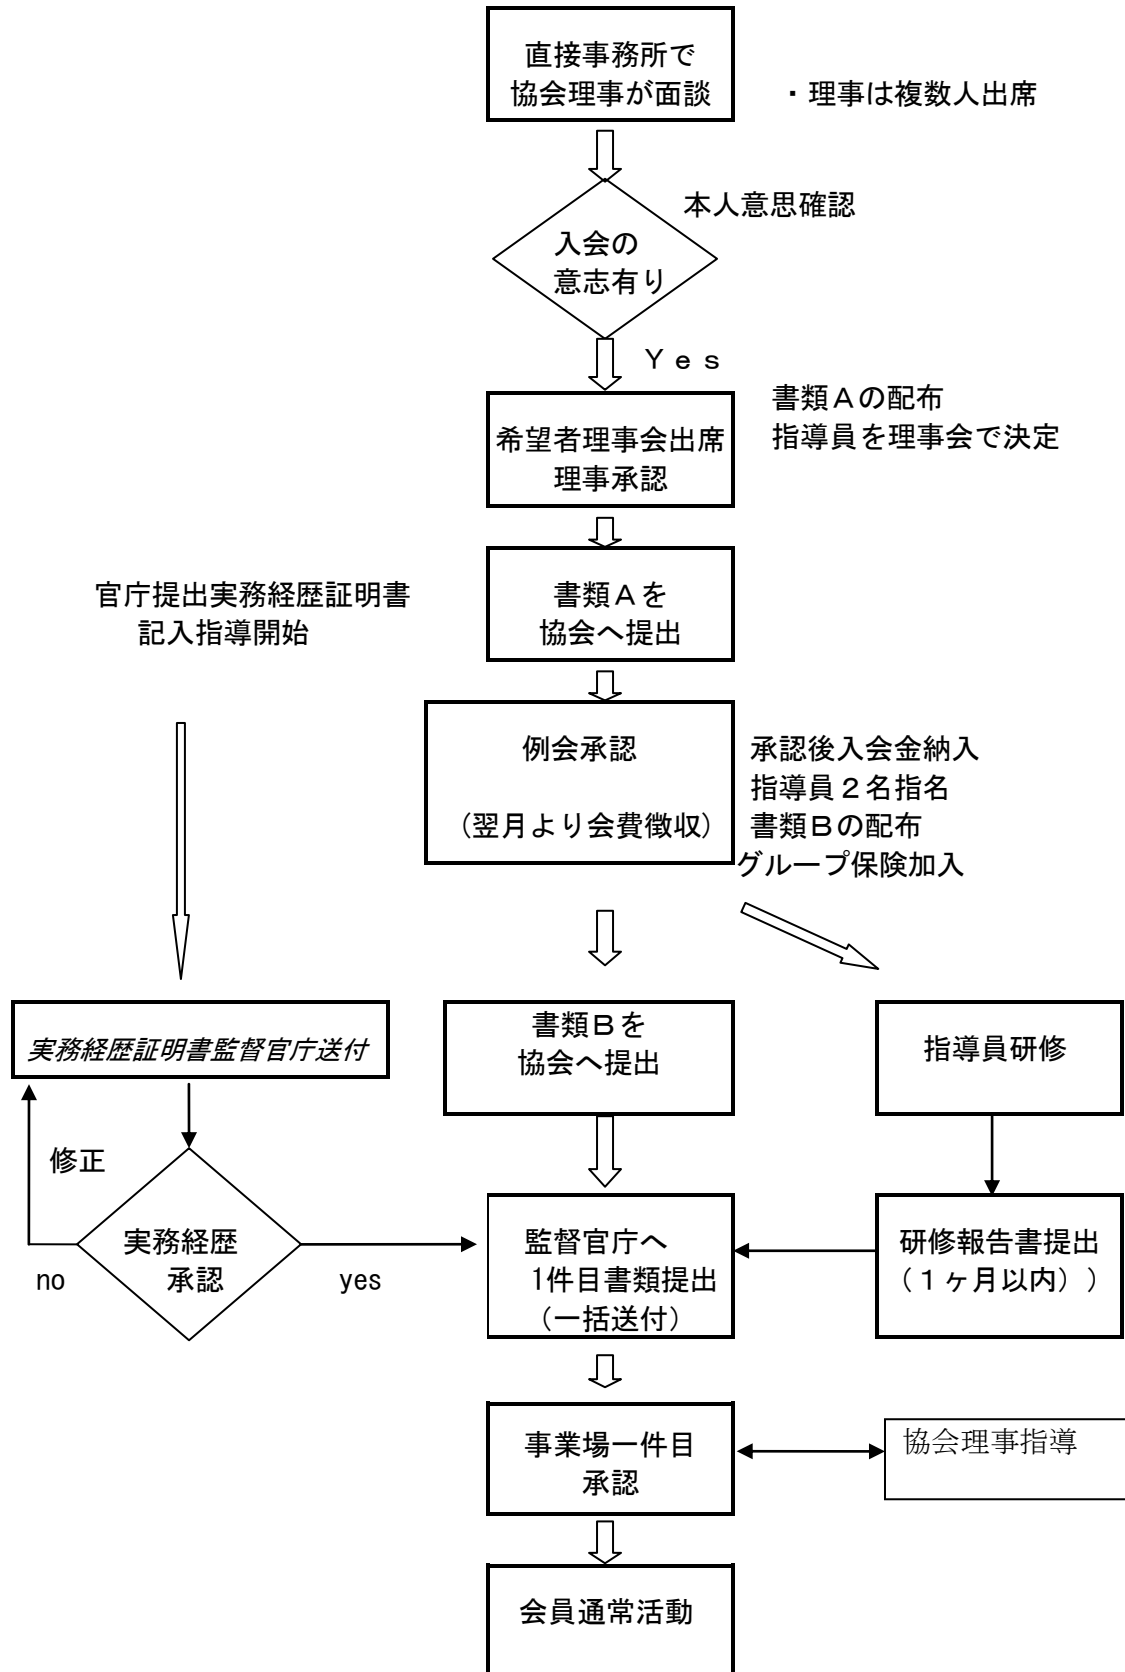 直接事務所で
協会理事が面談
・理事は複数人出席
本人意思確認
入会の
意志有り
Ｙｅｓ
書類Ａの配布
指導員を理事会で決定
希望者理事会出席
理事承認
官庁提出実務経歴証明書
記入指導開始
書類Ａを
協会へ提出
例会承認
（翌月より会費徴収）
承認後入会金納入
指導員２名指名
書類Ｂの配布
グループ保険加入
実務経歴証明書監督官庁送付
書類Ｂを
協会へ提出
指導員研修
修正
実務経歴
承認
no
yes
監督官庁へ
1件目書類提出
（一括送付）
研修報告書提出
（１ヶ月以内））
事業場一件目
承認
協会理事指導
会員通常活動